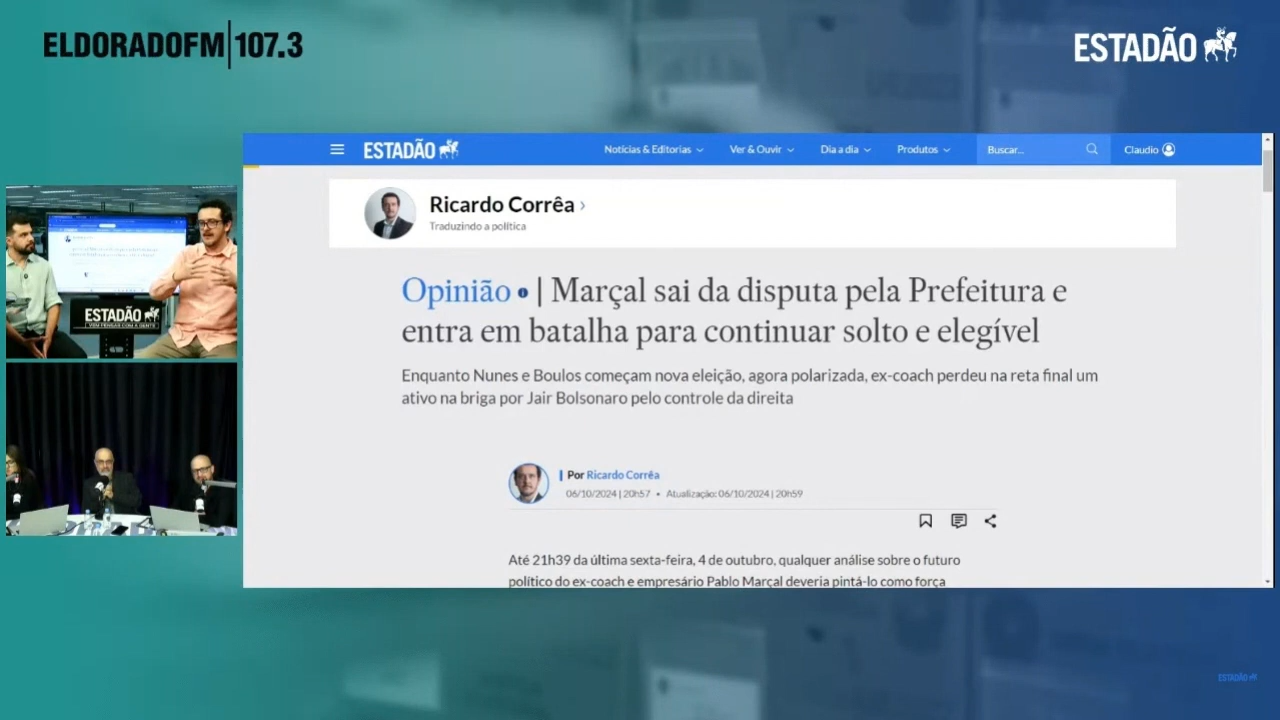 ELDORADOFM|107.3
ESTADÃO
ESTADÃO
Notícias & Editorias
Ver & Ouvir
Dia a dia
Produtos
Buscar...
Claudio
Ricardo Corrêa ›
Traduzindo a política
Opinião • | Marçal sai da disputa pela Prefeitura e
entra em batalha para continuar solto e elegível
Enquanto Nunes e Boulos começam nova eleição, agora polarizada, ex-coach perdeu na reta final um
ativo na briga por Jair Bolsonaro pelo controle da direita
Por Ricardo Corrêa
06/10/2024 | 20h57 • Atualização: 06/10/2024 | 20h59
Até 21h39 da última sexta-feira, 4 de outubro, qualquer análise sobre o futuro
político do ex-coach e empresário Pablo Marçal deveria pintá-lo como força
ESTADÃO
VEM PENSAR COM A GENTE
ESTADÃO